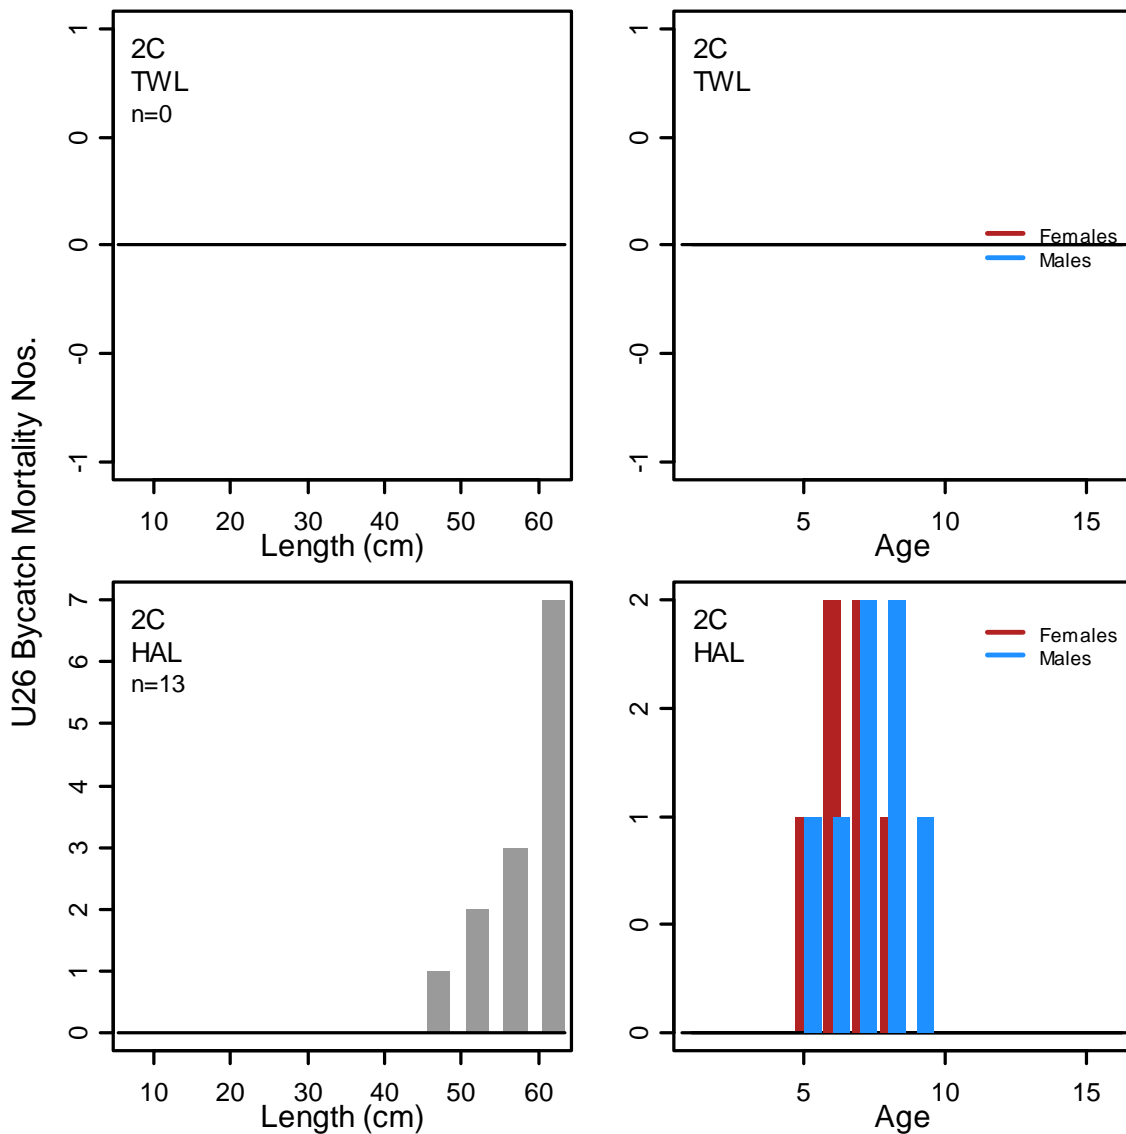 U26 Bycatch Mortality Nos.
2C
TWL
n=0
1
0
0
-0
-1
10 20 30 40 50 60
Length (cm)
2C
TWL
Females
Males
1
0
0
-0
-1
5 10 15
Age
2C
HAL
n=13
7
6
5
4
3
2
1
0
10 20 30 40 50 60
Length (cm)
2C
HAL
Females
Males
2
2
1
0
0
5 10 15
Age